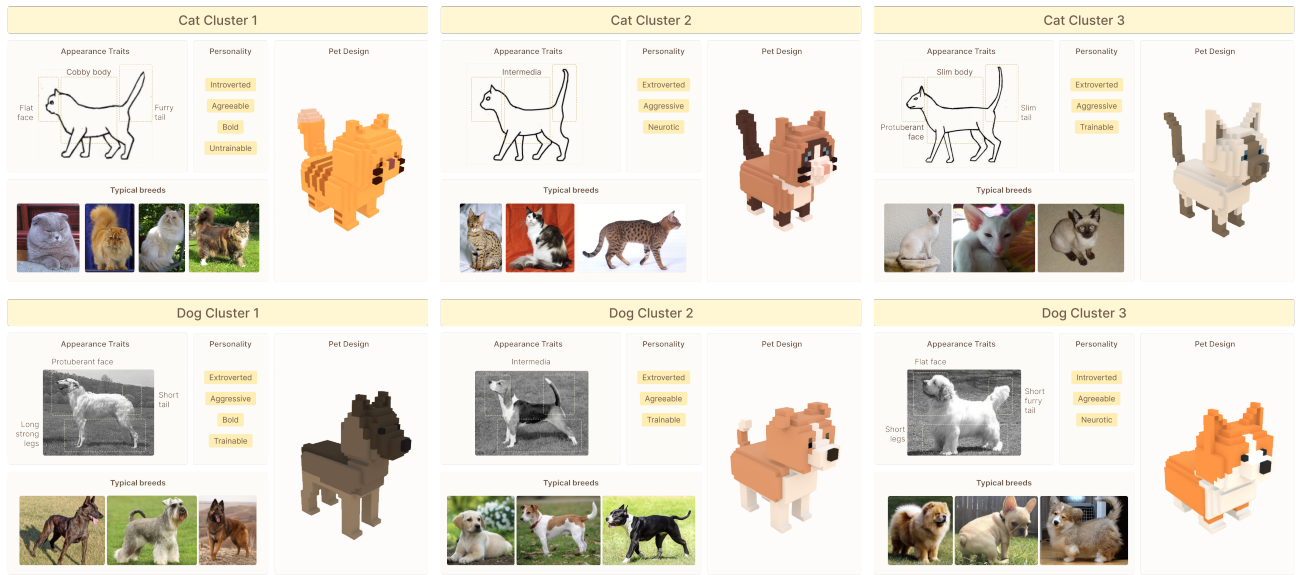 Cat Cluster 1
Appearance Traits
Cobby body
Flat
face
Furry
tail
Personality
Introverted
Agreeable
Bold
Untrainable
Pet Design
Typical breeds
Cat Cluster 2
Appearance Traits
Intermedia
Personality
Extroverted
Aggressive
Neurotic
Pet Design
Typical breeds
Cat Cluster 3
Appearance Traits
Slim body
Protuberant
face
Slim
tail
Personality
Extroverted
Aggressive
Trainable
Pet Design
Typical breeds
Dog Cluster 1
Appearance Traits
Protuberant face
Short
tail
Long
strong
legs
Personality
Extroverted
Aggressive
Bold
Trainable
Pet Design
Typical breeds
Dog Cluster 2
Appearance Traits
Intermedia
Personality
Extroverted
Agreeable
Trainable
Pet Design
Typical breeds
Dog Cluster 3
Appearance Traits
Flat face
Short
furry
tail
Short
legs
Personality
Introverted
Agreeable
Neurotic
Pet Design
Typical breeds